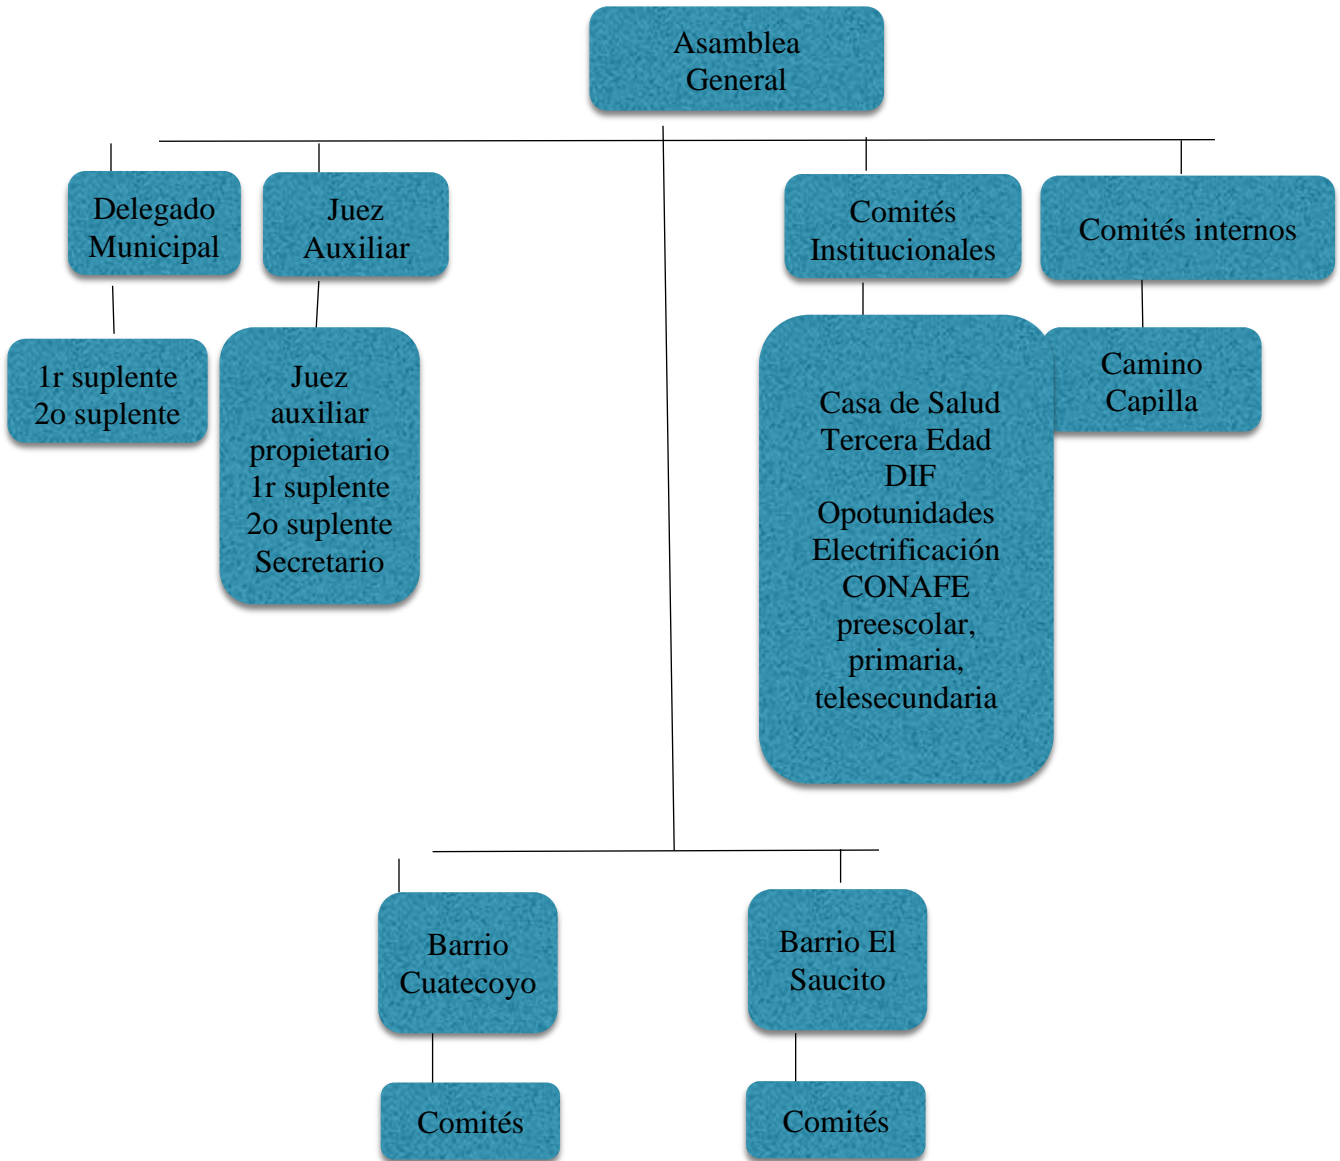 Asamblea
General
Delegado
Municipal
Juez
Auxiliar
Comités
Institucionales
Comités internos
1r suplente
2o suplente
Juez
auxiliar
propietario
1r suplente
2o suplente
Secretario
Casa de Salud
Tercera Edad
DIF
Opotunidades
Electrificación
CONAFE
preescolar,
primaria,
telesecundaria
Camino
Capilla
Barrio
Cuatecoyo
Barrio El
Saucito
Comités
Comités